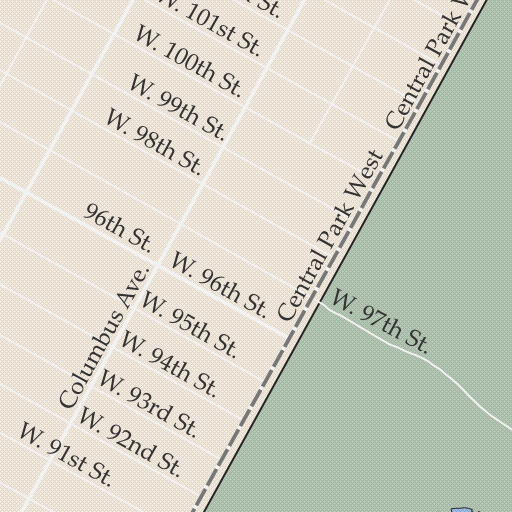 St.
W. 101st St.
W. 100th St.
W. 99th St.
W. 98th St.
Central Park W
Central Park West
96th St.
W. 96th St.
W. 97th St.
Columbus Ave.
W. 95th St.
W. 94th St.
W. 93rd St.
W. 92nd St.
W. 91st St.